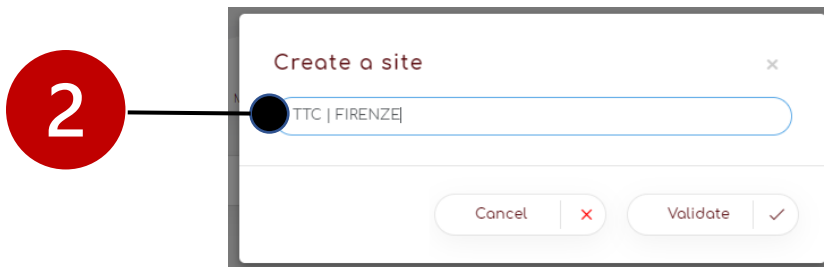 Create a site
×
2
TTC | FIRENZE
Cancel ×
Validate ✓